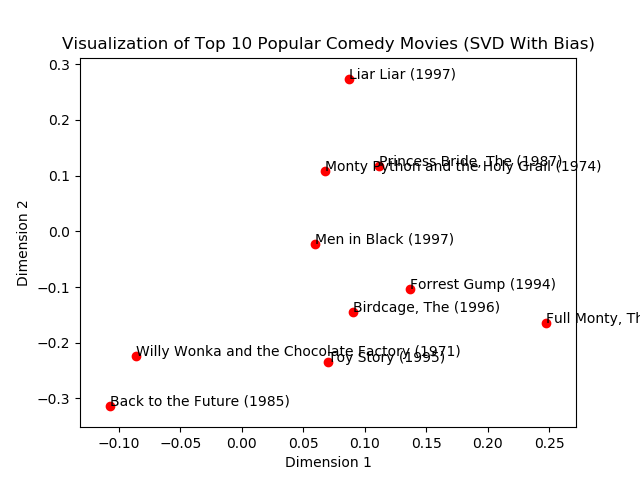 Visualization of Top 10 Popular Comedy Movies (SVD With Bias)
0.3
0.2
0.1
0.0
−0.1
−0.2
−0.3
Dimension 2
Liar Liar (1997)
Princess Bride, The (1987)
Monty Python and the Holy Grail (1974)
Men in Black (1997)
Forrest Gump (1994)
Birdcage, The (1996)
Full Monty, Th
Willy Wonka and the Chocolate Factory (1971)
Toy Story (1995)
Back to the Future (1985)
−0.10 −0.05 0.00 0.05 0.10 0.15 0.20 0.25
Dimension 1